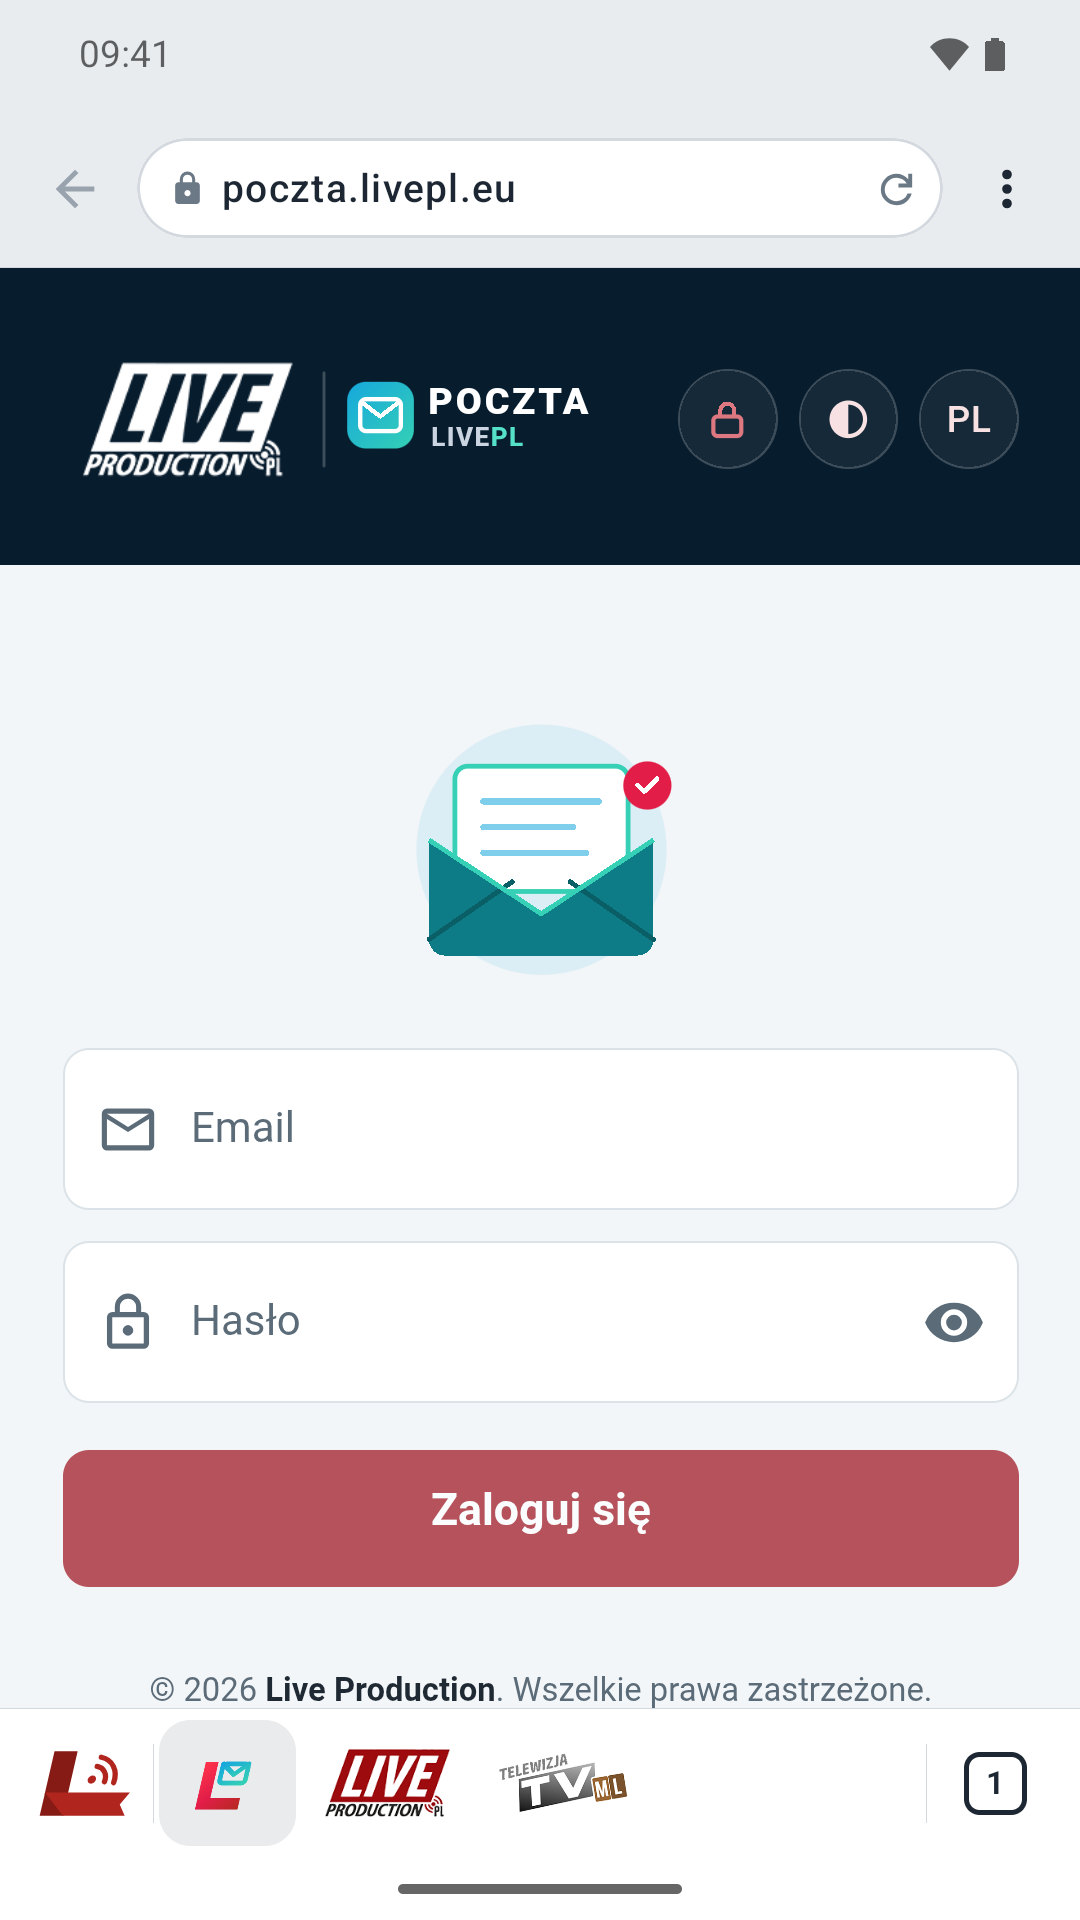 09:41
poczta.livepl.eu
LIVE
PRODUCTION PL
POCZTA
LIVEPL
PL
Email
Hasło
Zaloguj się
© 2026 Live Production. Wszelkie prawa zastrzeżone.
L
L
LIVE
PRODUCTION PL
TELEWIZJA
TV ML
1